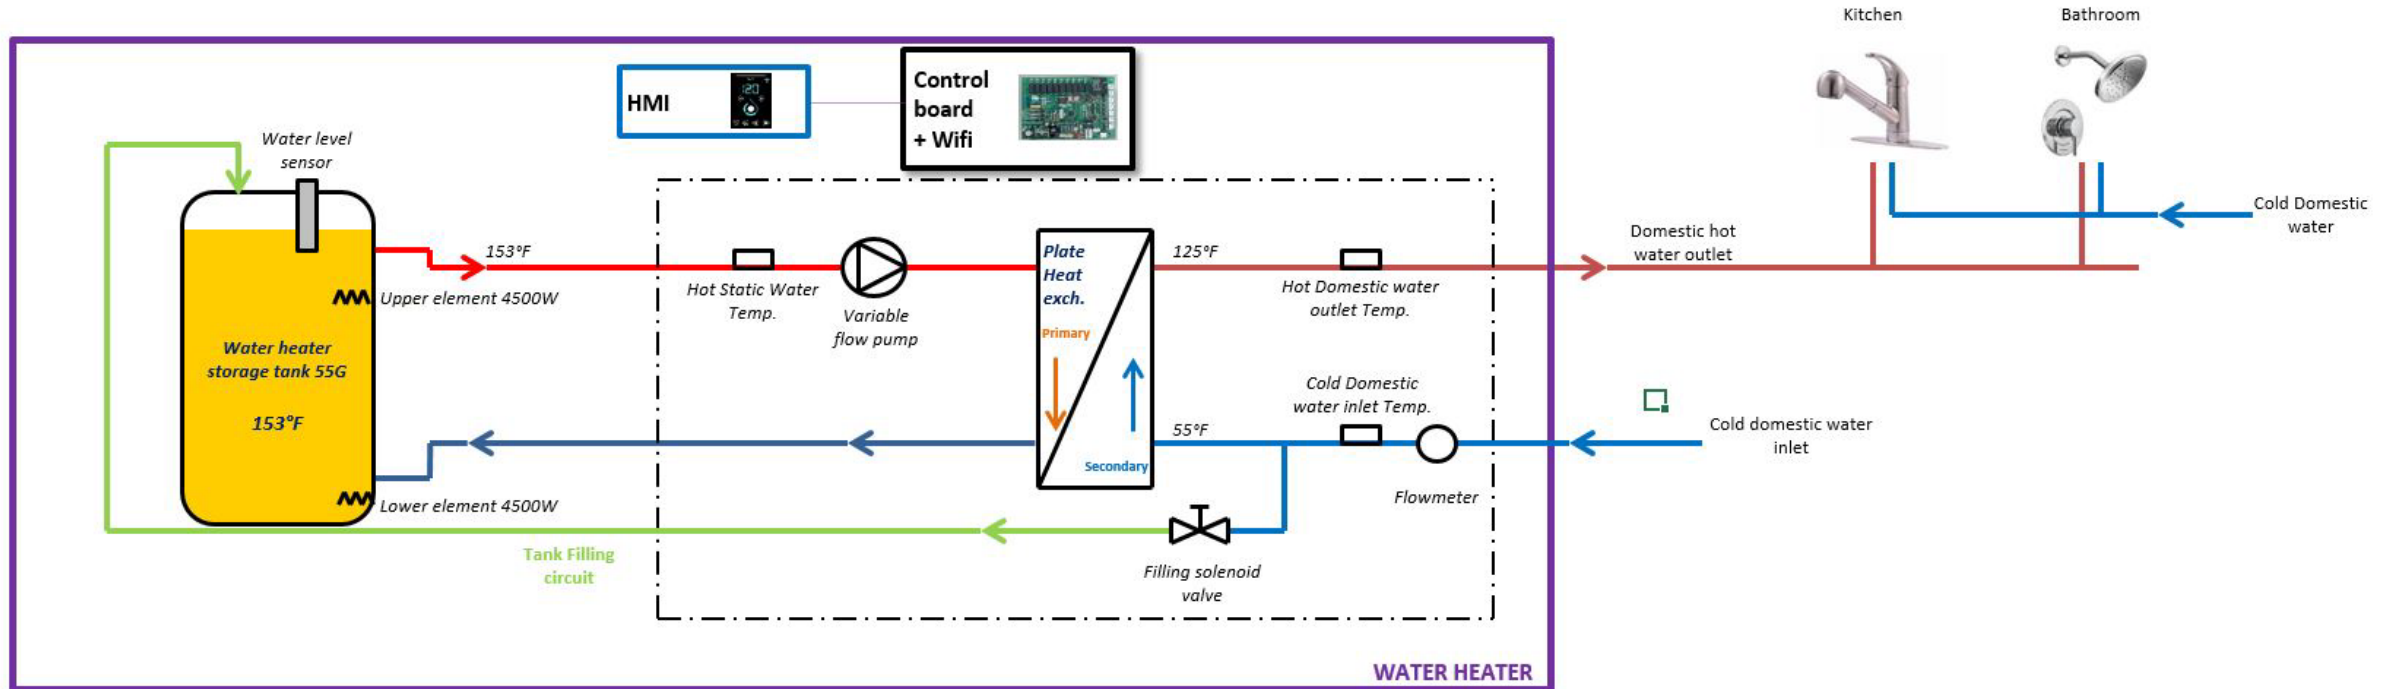 Kitchen
Bathroom
HMI
120
Control
board
+ Wifi
Water level
sensor
Cold Domestic
water
Domestic hot
water outlet
153°F
Plate
Heat
exch.
125°F
Hot Static Water
Temp.
Variable
flow pump
Hot Domestic water
outlet Temp.
Upper element 4500W
Primary
Water heater
storage tank 55G
153°F
Cold Domestic
water inlet Temp.
55°F
Cold domestic water
inlet
Secondary
Lower element 4500W
Flowmeter
Tank Filling
circuit
Filling solenoid
valve
WATER HEATER